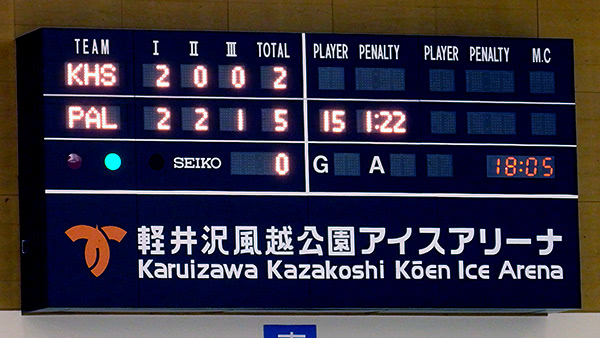 TEAM I II III TOTAL PLAYER PENALTY PLAYER PENALTY M.C
KHS 2 0 0 2
PAL 2 2 1 5 15 1:22
SEIKO 0 G A 18:05
軽井沢風越公園アイスアリーナ
Karuizawa Kazakoshi Kōen Ice Arena